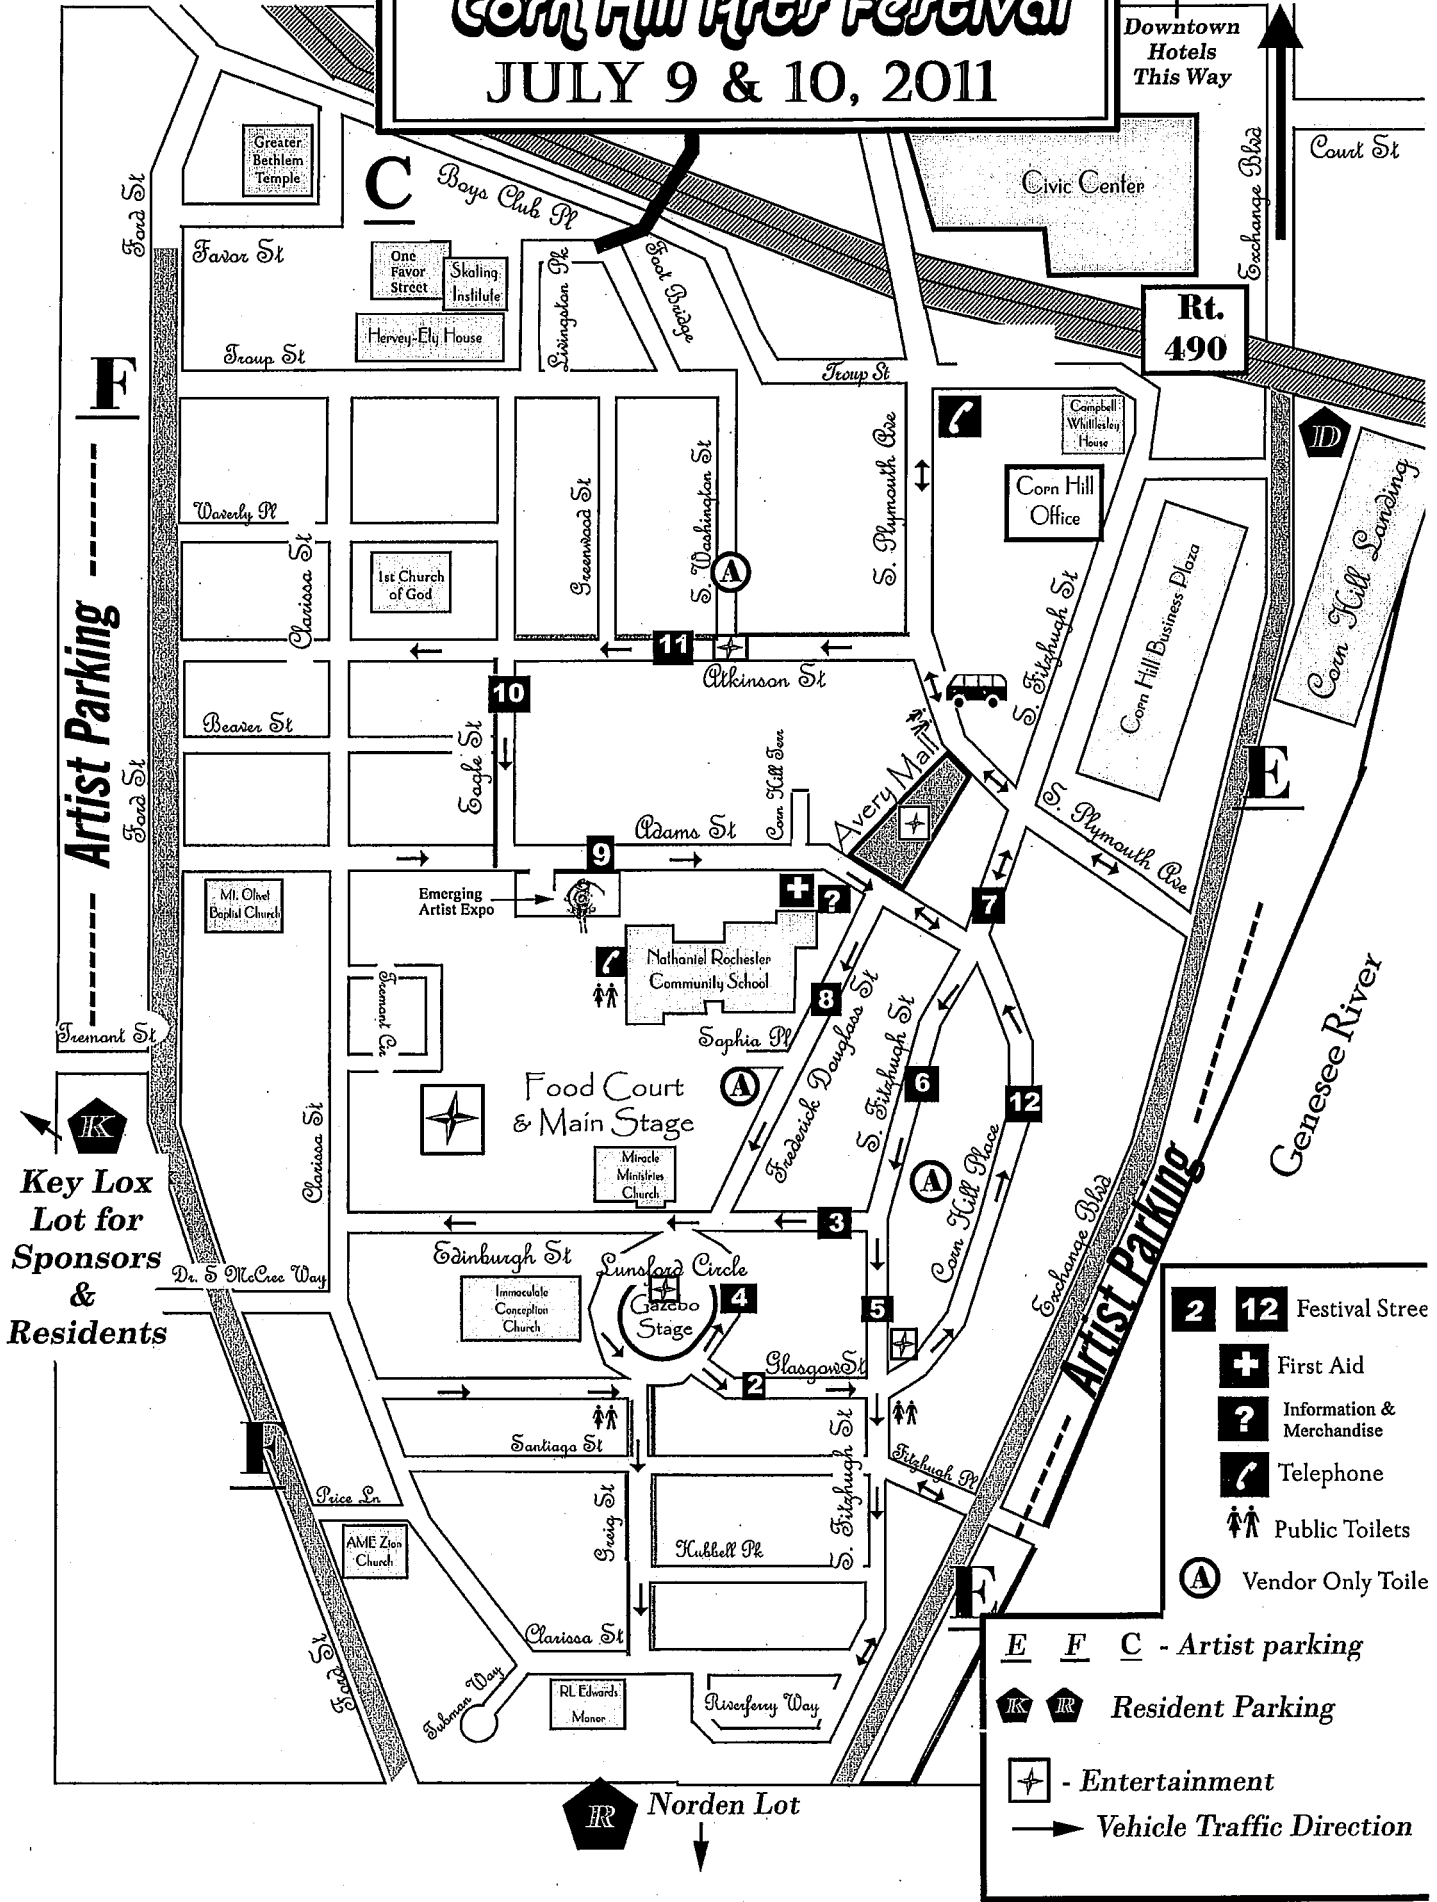 Corn Hill Arts Festival
JULY 9 & 10, 2011
Downtown
Hotels
This Way
Court St
Exchange Blvd
Civic Center
Greater
Bethlem
Temple
C
Boys Club Pl
Ford St
Favor St
One
Favor
Street
Skating
Institute
Hervey-Ely House
Livingston Pk
Foot Bridge
Rt.
490
Troup St
Troup St
F
Campbell
Whittlesey
House
D
Corn Hill
Office
S. Plymouth Ave
S. Washington St
Greenwood St
Waverly Pl
Clarissa St
1st Church
of God
A
S. Fitzhugh St
Corn Hill Business Plaza
Corn Hill Landing
Artist Parking
11
Atkinson St
10
Beaver St
Eagle St
Corn Hill Terr
Avery Mall
E
Ford St
Adams St
S. Plymouth Ave
9
Emerging
Artist Expo
Mt. Olivet
Baptist Church
?
7
Nathaniel Rochester
Community School
8
Tremont Cir
Tremont St
Sophia Pl
Frederick Douglass St
S. Fitzhugh St
6
12
A
Food Court
& Main Stage
K
Key Lox
Lot for
Sponsors
&
Residents
Clarissa St
Miracle
Ministries
Church
A
Corn Hill Place
Genesee River
Exchange Blvd
Artist Parking
3
Edinburgh St
Lunsford Circle
Dr. S McCree Way
Immaculate
Conception
Church
Gazebo
Stage
4
5
Glasgow St
2
F
Santiago St
S. Fitzhugh St
Fitzhugh Pl
Price Ln
AME Zion
Church
Greig St
Hubbell Pk
F
Clarissa St
Ford St
Tubman Way
RL Edwards
Manor
Riverferry Way
R
Norden Lot
2 12 Festival Stree
First Aid
? Information &
Merchandise
Telephone
Public Toilets
A Vendor Only Toile
E F C - Artist parking
K R Resident Parking
- Entertainment
Vehicle Traffic Direction